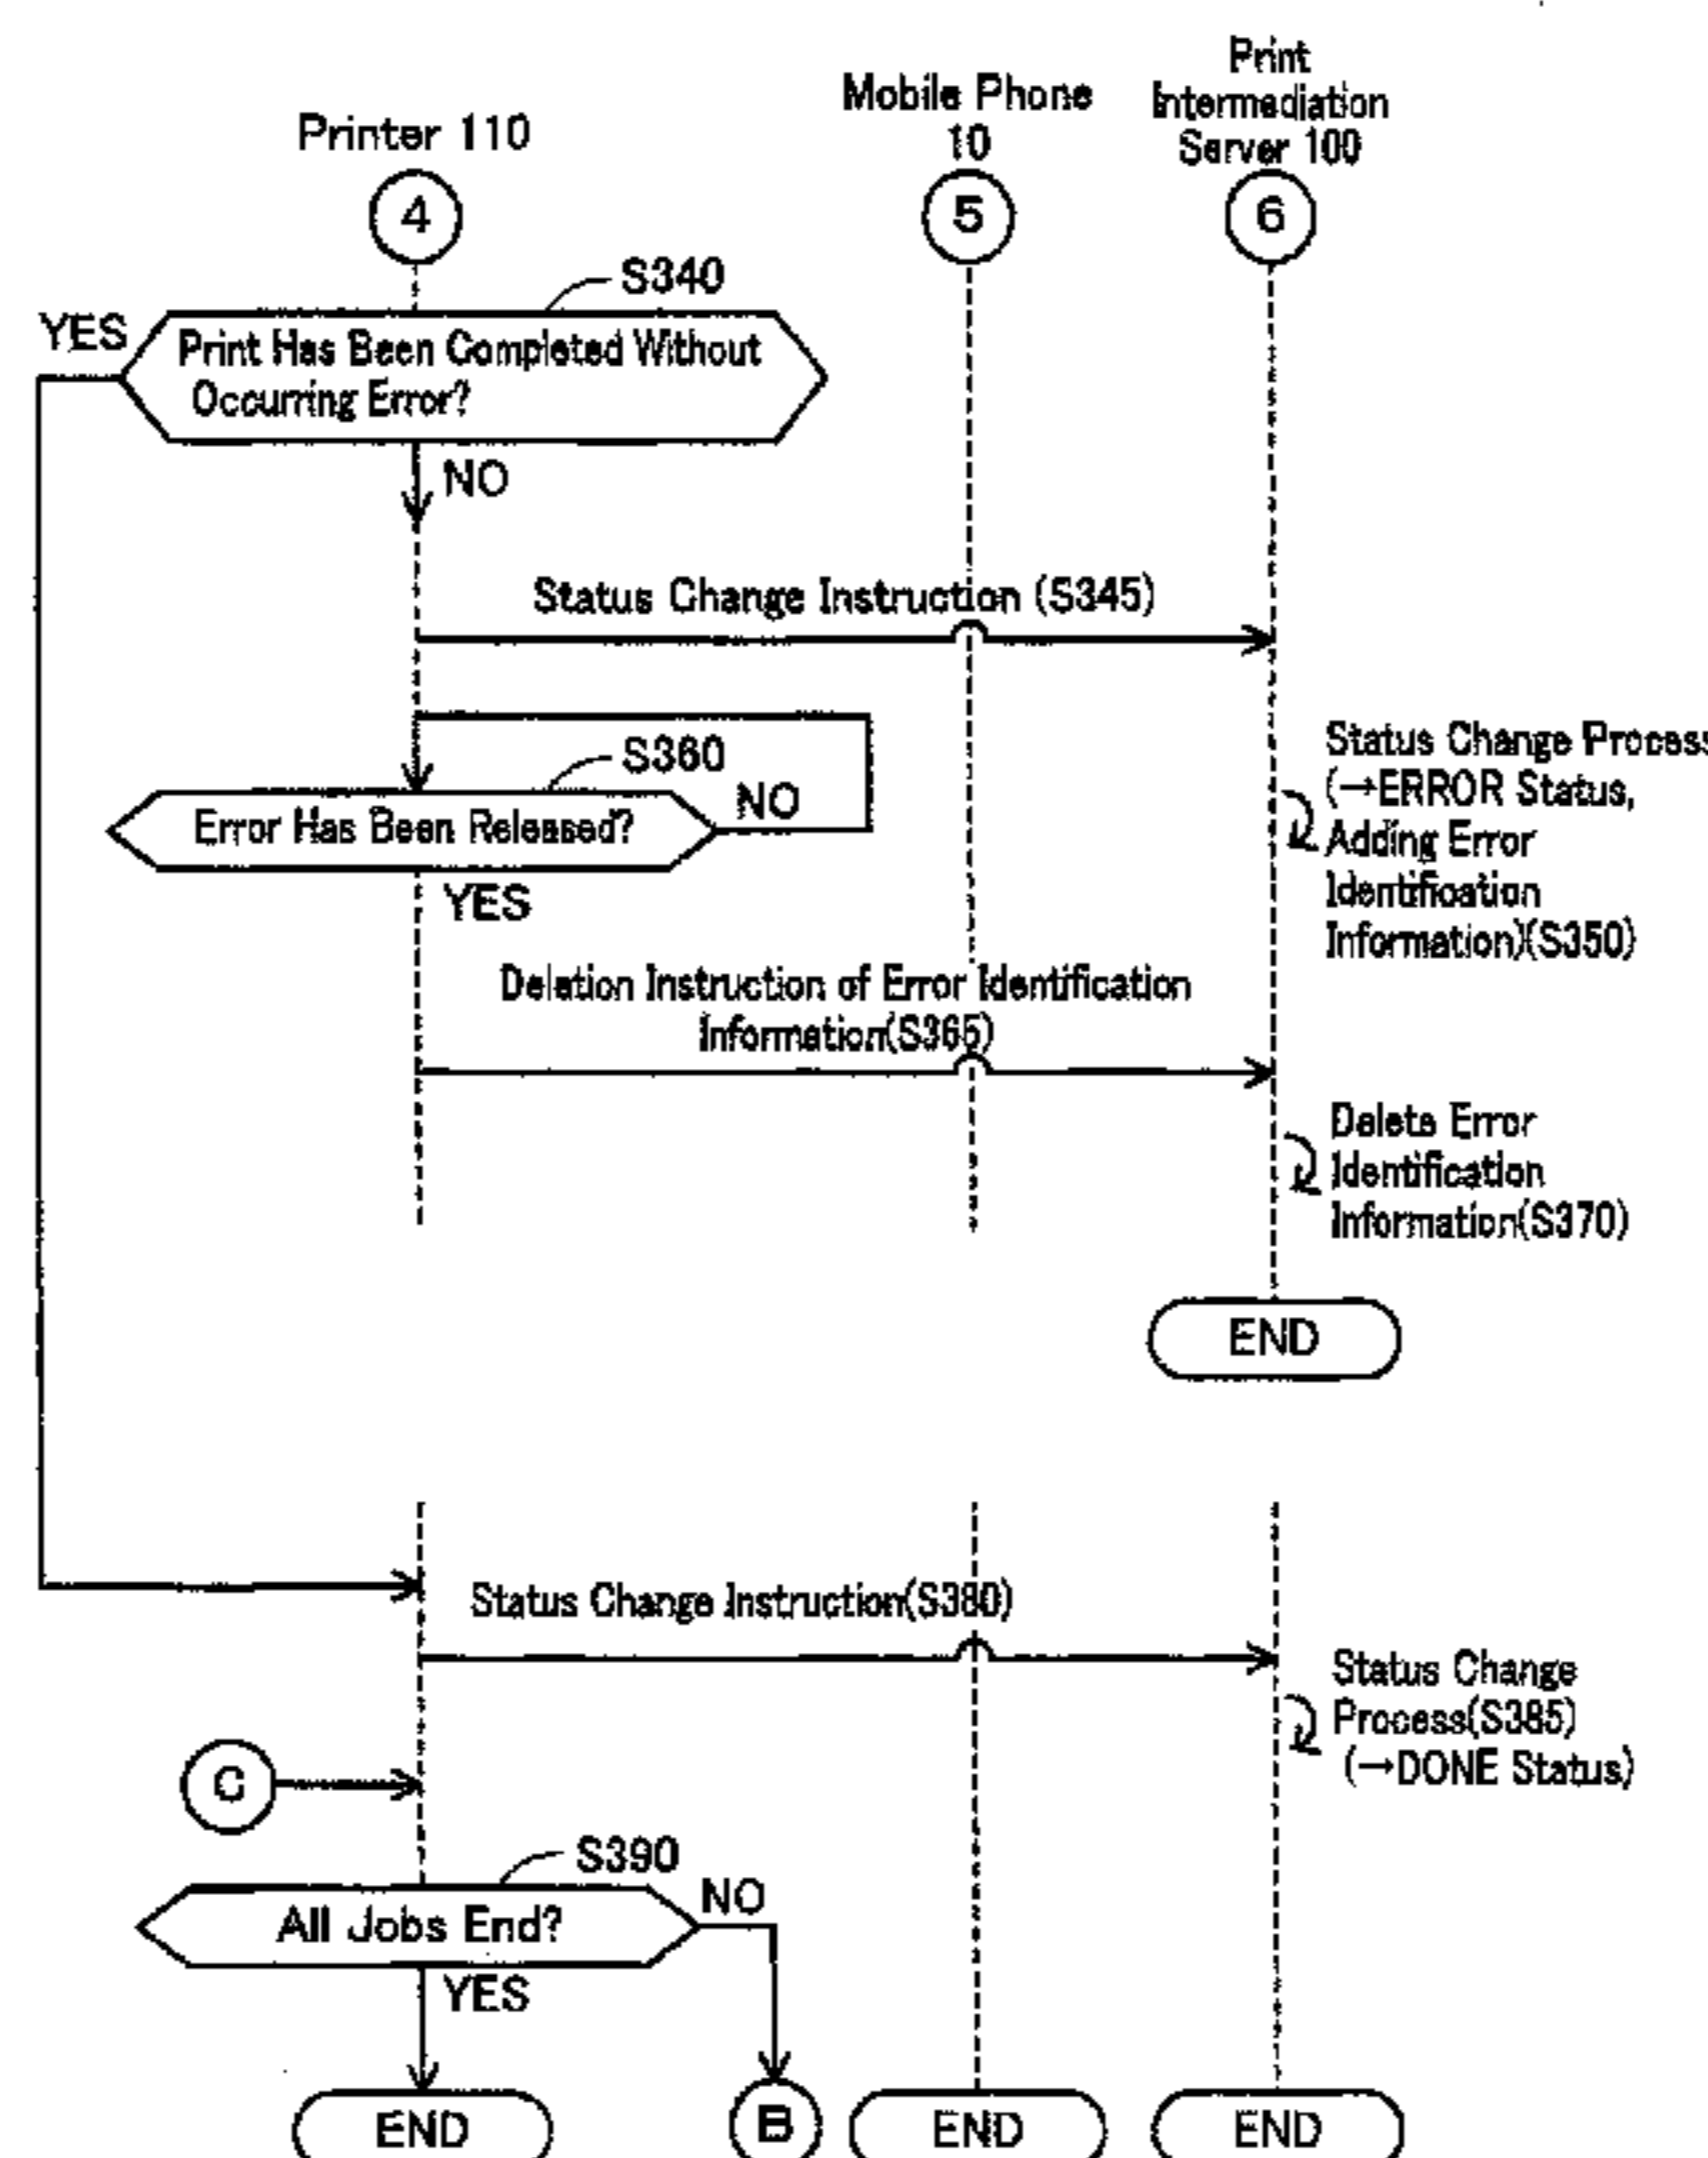 Printer 110
Mobile Phone
10
Print
Intermediation
Server 100
4
5
6
S340
YES
Print Has Been Completed Without
Occurring Error?
NO
Status Change Instruction (S345)
S360
Error Has Been Released?
NO
YES
Status Change Process
(→ERROR Status,
Adding Error
Identification
Information)(S350)
Deletion Instruction of Error Identification
Information(S365)
Delete Error
Identification
Information(S370)
END
Status Change Instruction(S380)
Status Change
Process(S385)
(→DONE Status)
C
S390
All Jobs End?
NO
YES
END
B
END
END